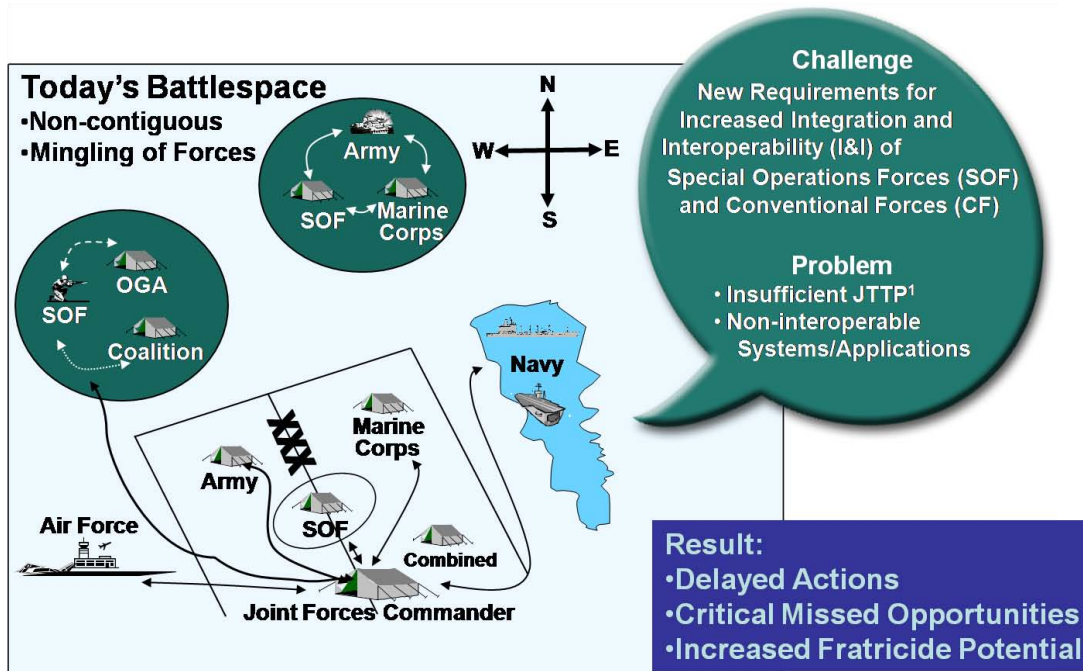 Today's Battlespace
•Non-contiguous
•Mingling of Forces
Army
SOF
Marine
Corps
N
W
E
S
Challenge
New Requirements for
Increased Integration and
Interoperability (I&I) of
Special Operations Forces (SOF)
and Conventional Forces (CF)
Problem
• Insufficient JTTP¹
• Non-interoperable
Systems/Applications
OGA
SOF
Coalition
Navy
XXX
Marine
Corps
Army
SOF
Combined
Air Force
Joint Forces Commander
Result:
•Delayed Actions
•Critical Missed Opportunities
•Increased Fratricide Potential